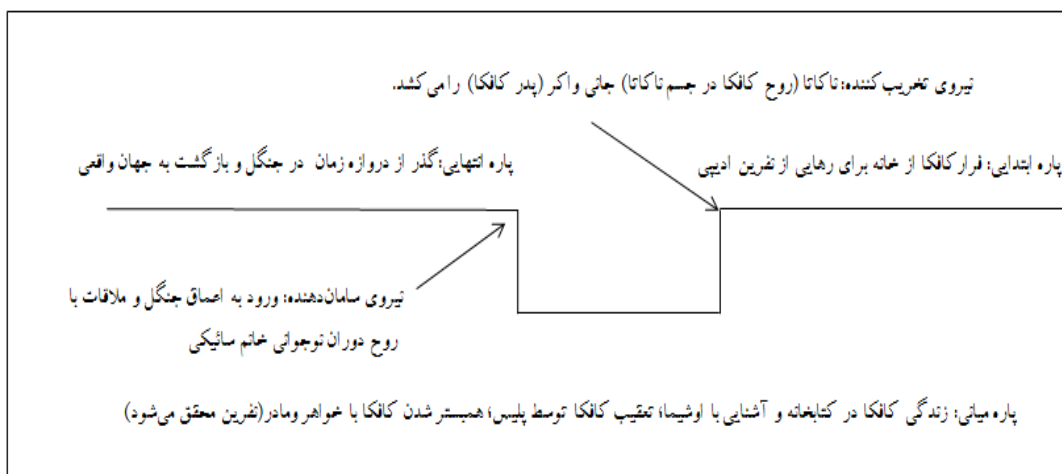 نیروی تخریب‌کننده: ناکاتا (روح کافکا در جسم ناکاتا) جانی واکر (پدر کافکا) را می‌کشد.
پاره ابتدایی: فرار کافکا از خانه برای رهایی از نفرین ادیپی
پاره انتهایی: گذر از دروازه زمان در جنگل و بازگشت به جهان واقعی
نیروی سامان‌دهنده: ورود به اعماق جنگل و ملاقات با
روح دوران نوجوانی خانم سائیکی
پاره میانی: زندگی کافکا در کتابخانه و آشنایی با اوشیما؛ تعقیب کافکا توسط پلیس؛ همبستر شدن کافکا با خواهر ومادر(نفرین محقق می‌شود)